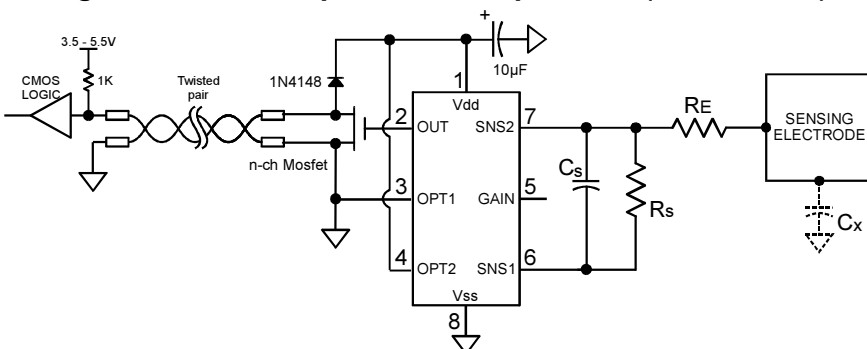 3.5 - 5.5V
CMOS
LOGIC
1K
Twisted
pair
1N4148
n-ch Mosfet
+
10µF
1
Vdd
2
OUT
3
OPT1
4
OPT2
Vss
8
7
SNS2
GAIN
5
6
SNS1
Cs
Rs
RE
SENSING
ELECTRODE
Cx